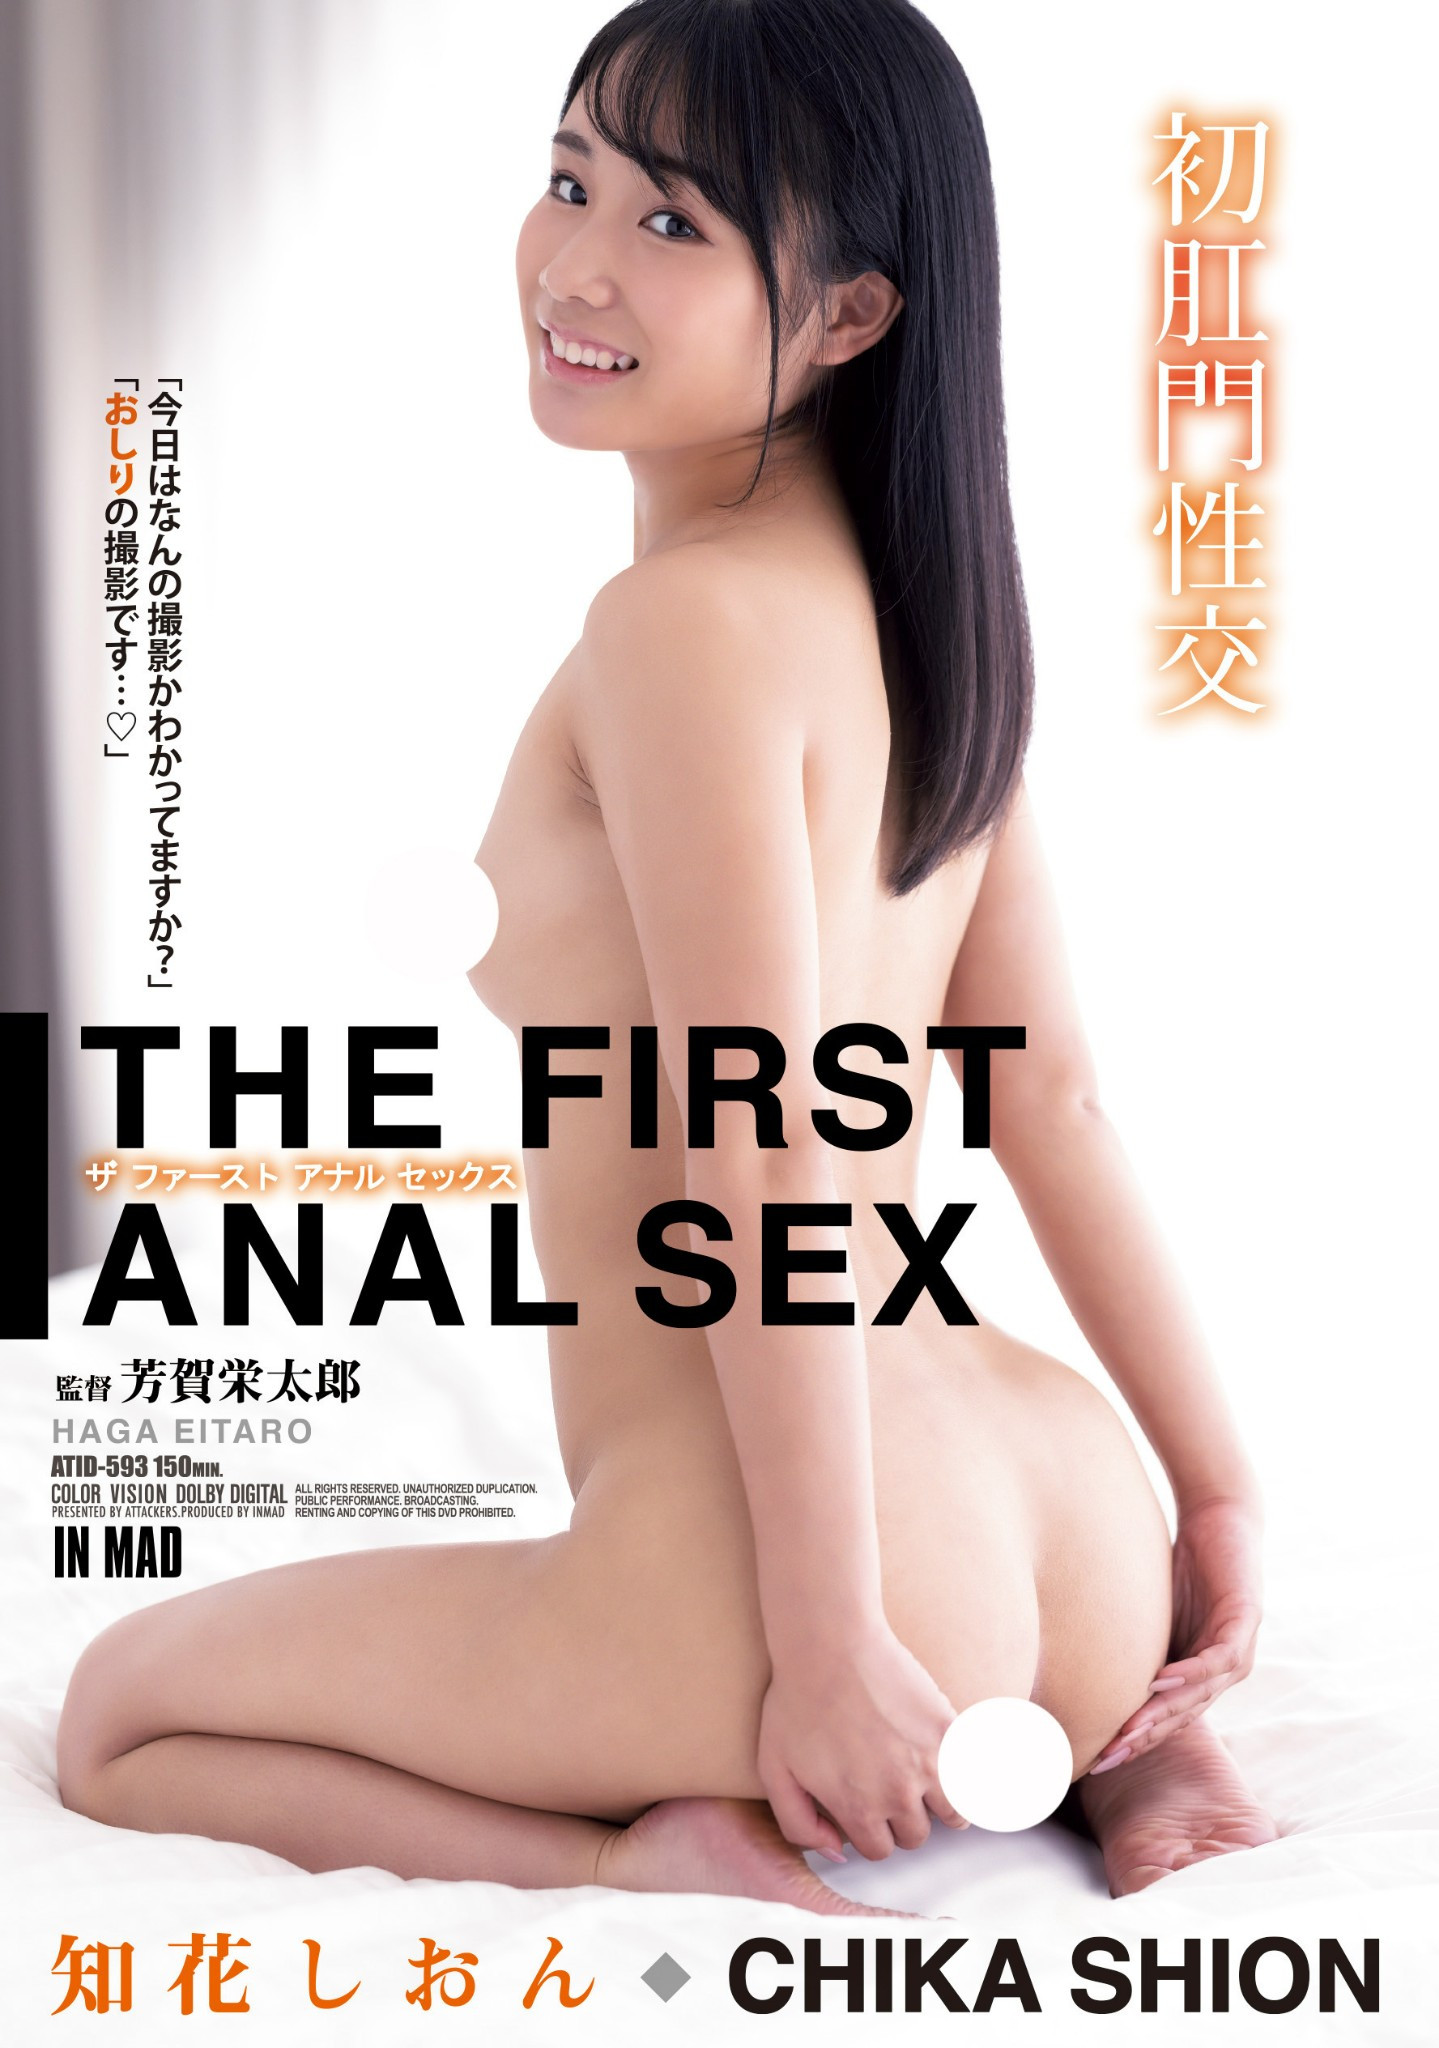 初肛門性交
「今日はなんの撮影かわかってますか?」
「おしりの撮影です…♡」
THE FIRST
ザ ファースト アナル セックス
ANAL SEX
監督 芳賀栄太郎
HAGA EITARO
ATID-593 150MIN.
COLOR VISION DOLBY DIGITAL
PRESENTED BY ATTACKERS.PRODUCED BY INMAD
ALL RIGHTS RESERVED. UNAUTHORIZED DUPLICATION.
PUBLIC PERFORMANCE. BROADCASTING.
RENTING AND COPYING OF THIS DVD PROHIBITED.
IN MAD
知花しおん◆CHIKA SHION